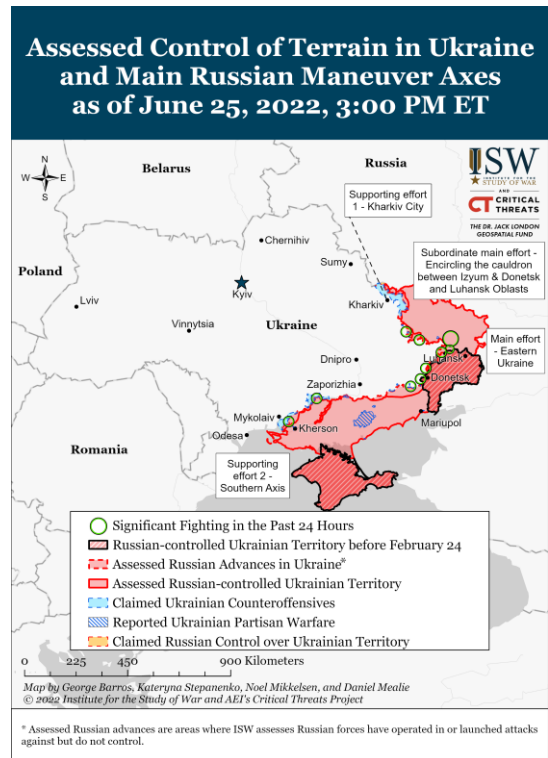 Assessed Control of Terrain in Ukraine
and Main Russian Maneuver Axes
as of June 25, 2022, 3:00 PM ET
N
W E
S
Belarus
Russia
ISW
INSTITUTE FOR THE
STUDY OF WAR
AND
CT CRITICAL
THREATS
THE DR. JACK LONDON
GEOSPATIAL FUND
Supporting effort
1 - Kharkiv City
Chernihiv
Sumy
Subordinate main effort -
Encircling the cauldron
between Izyum & Donetsk
and Luhansk Oblasts
Poland
Lviv
Kyiv
Kharkiv
Vinnytsia
Ukraine
Main effort
- Eastern
Ukraine
Luhansk
Dnipro
Donetsk
Zaporizhia
Mykolaiv
Kherson
Mariupol
Odesa
Romania
Supporting
effort 2 -
Southern Axis
Significant Fighting in the Past 24 Hours
Russian-controlled Ukrainian Territory before February 24
Assessed Russian Advances in Ukraine*
Assessed Russian-controlled Ukrainian Territory
Claimed Ukrainian Counteroffensives
Reported Ukrainian Partisan Warfare
Claimed Russian Control over Ukrainian Territory
0 225 450 900 Kilometers
Map by George Barros, Kateryna Stepanenko, Noel Mikkelsen, and Daniel Mealie
© 2022 Institute for the Study of War and AEI's Critical Threats Project
* Assessed Russian advances are areas where ISW assesses Russian forces have operated in or launched attacks
against but do not control.